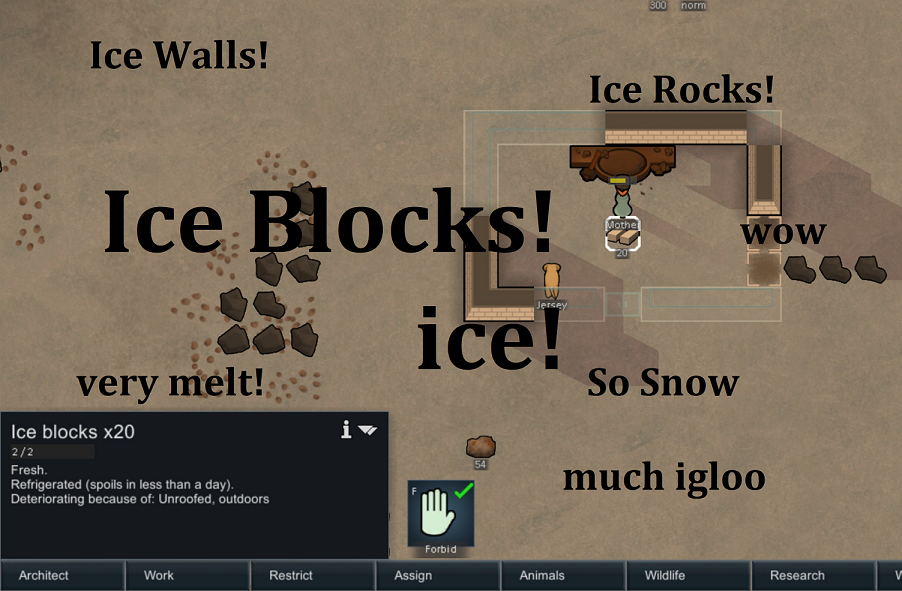 300 norm
Ice Walls!
Ice Rocks!
Ice Blocks!
Mothe
wow
20
Jersey
ice!
very melt!
So Snow
Ice blocks x20
2 / 2
Fresh.
Refrigerated (spoils in less than a day).
Deteriorating because of: Unroofed, outdoors
54
much igloo
F
Forbid
Architect
Work
Restrict
Assign
Animals
Wildlife
Research
W